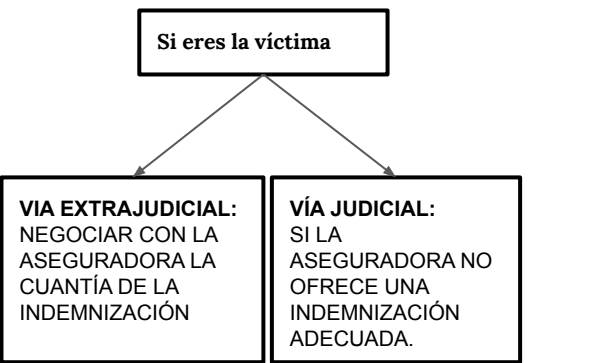 Si eres la víctima
VIA EXTRAJUDICIAL:
NEGOCIAR CON LA
ASEGURADORA LA
CUANTÍA DE LA
INDEMNIZACIÓN
VÍA JUDICIAL:
SI LA
ASEGURADORA NO
OFRECE UNA
INDEMNIZACIÓN
ADECUADA.